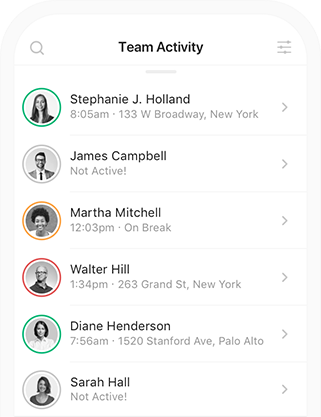 Team Activity
Stephanie J. Holland
8:05am · 133 W Broadway, New York
James Campbell
Not Active!
Martha Mitchell
12:03pm · On Break
Walter Hill
1:34pm · 263 Grand St, New York
Diane Henderson
7:56am · 1520 Stanford Ave, Palo Alto
Sarah Hall
Not Active!